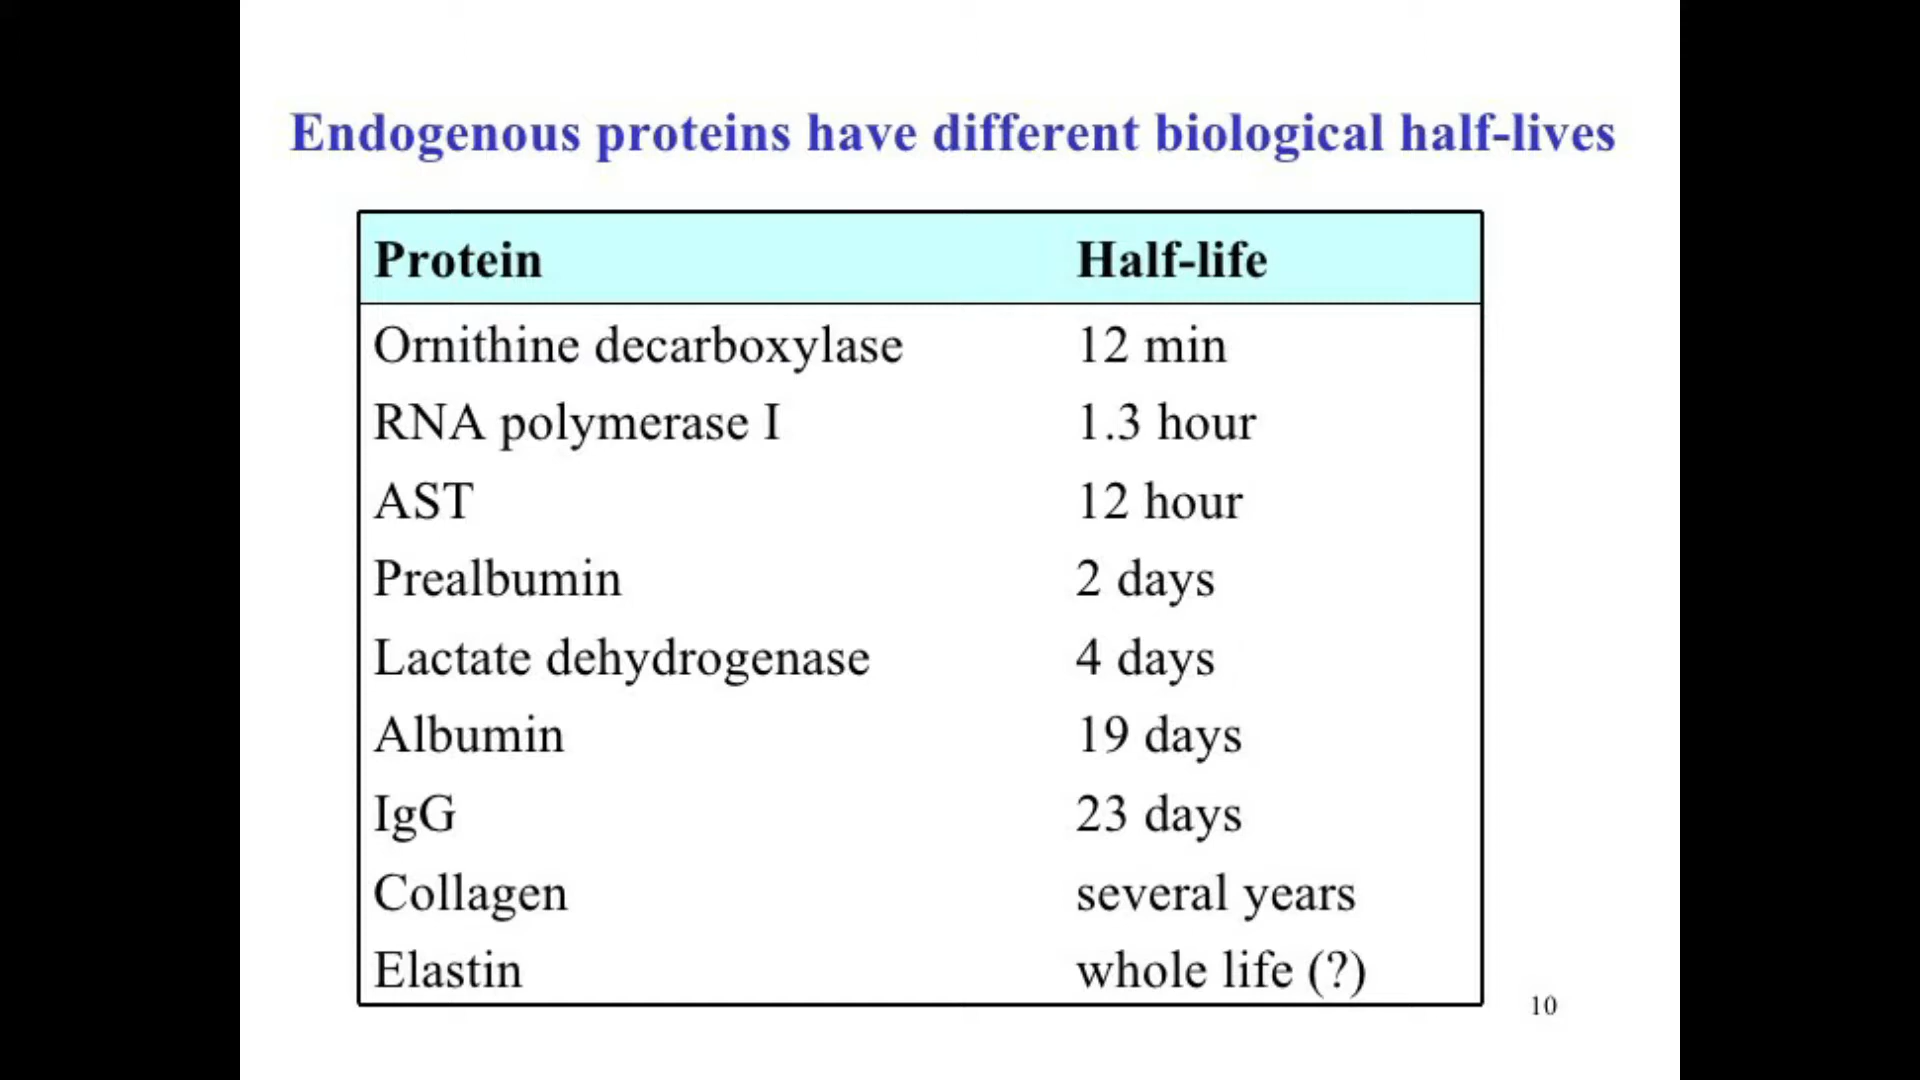 Endogenous proteins have different biological half-lives
Protein Half-life
Ornithine decarboxylase 12 min
RNA polymerase I 1.3 hour
AST 12 hour
Prealbumin 2 days
Lactate dehydrogenase 4 days
Albumin 19 days
IgG 23 days
Collagen several years
Elastin whole life (?)
10